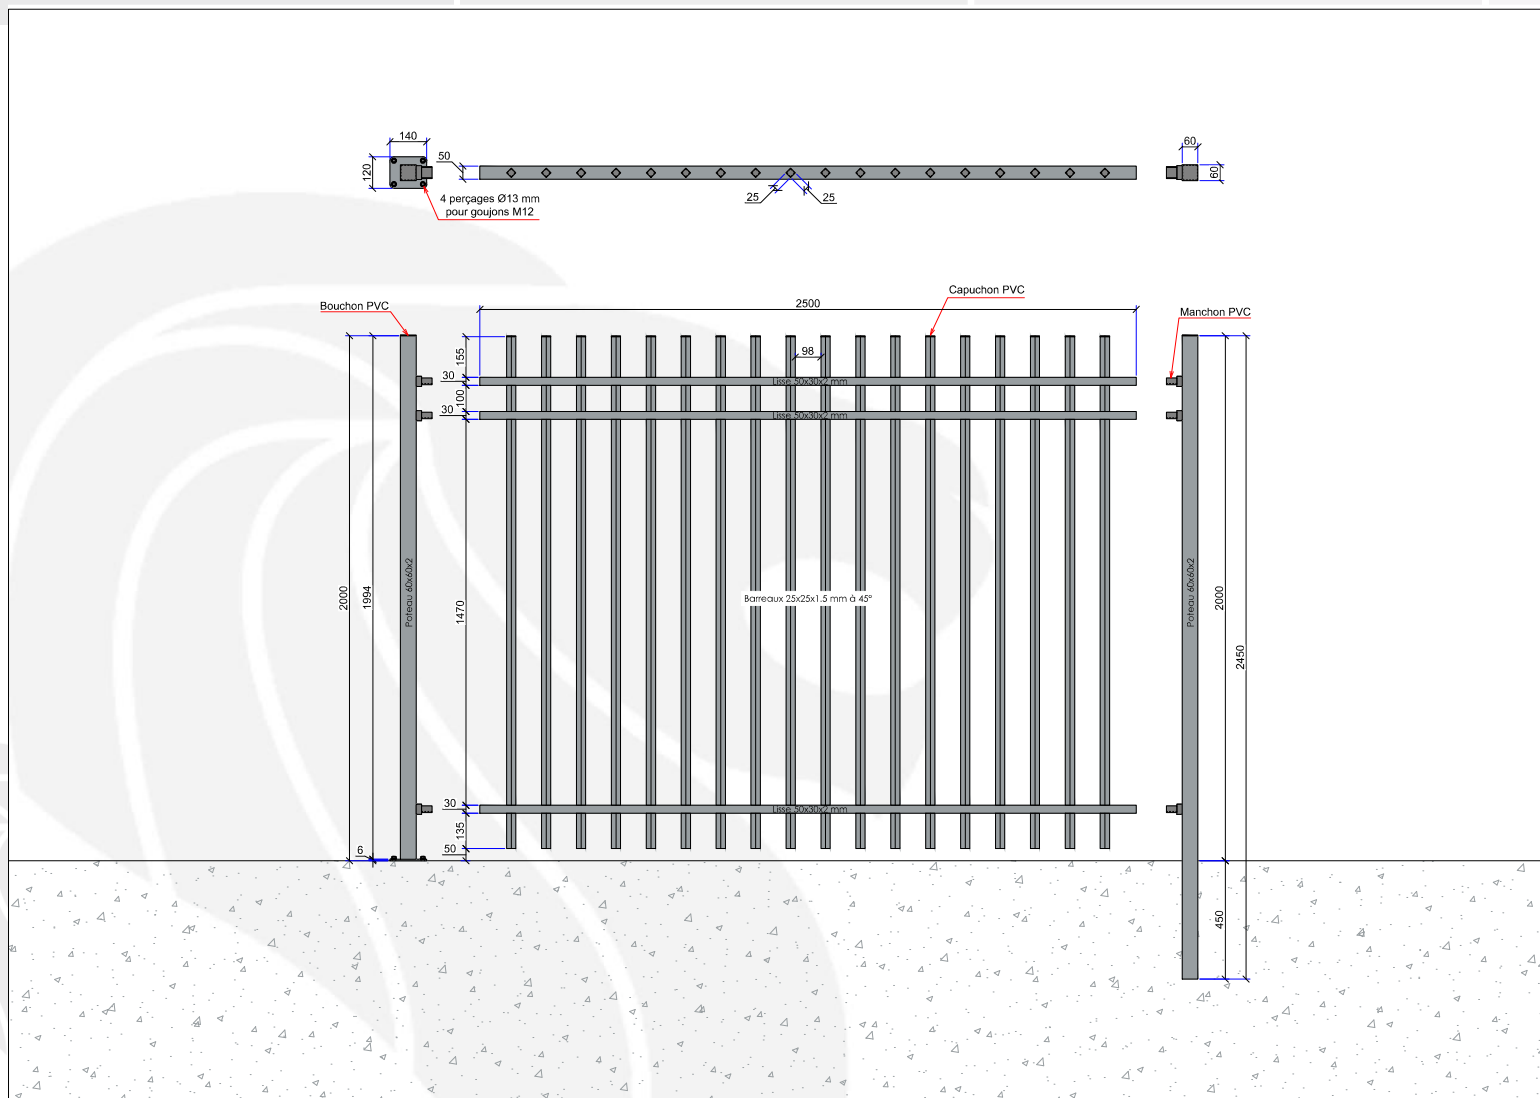 140
120
50
4 perçages Ø13 mm
pour goujons M12
25
25
60
60
Bouchon PVC
Capuchon PVC
Manchon PVC
2500
155
98
30
Lisse 50x30x2 mm
100
30
Lisse 50x30x2 mm
2000
1994
Poteau 60x60x2
1470
Barreaux 25x25x1.5 mm à 45°
Poteau 60x60x2
2000
2450
30
Lisse 50x30x2 mm
135
50
6
450